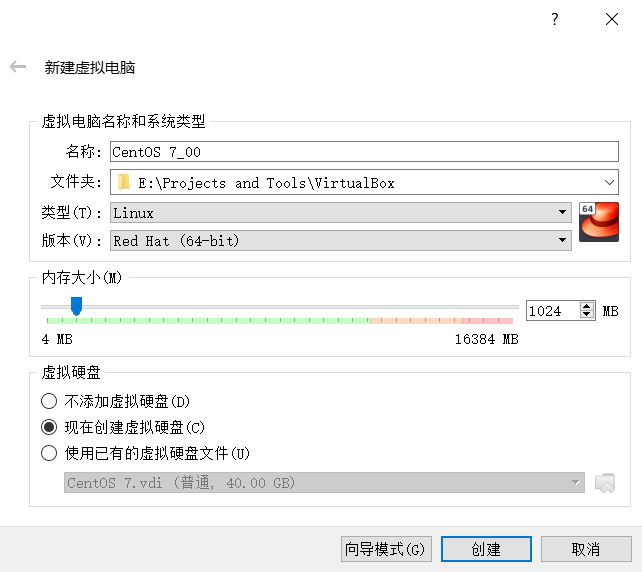 ?
新建虚拟电脑
虚拟电脑名称和系统类型
名称: CentOS 7_00
文件夹: E:\Projects and Tools\VirtualBox
类型(T): Linux
64
版本(V): Red Hat (64-bit)
内存大小(M)
1024 MB
4 MB 16384 MB
虚拟硬盘
不添加虚拟硬盘(D)
现在创建虚拟硬盘(C)
使用已有的虚拟硬盘文件(U)
CentOS 7.vdi (普通, 40.00 GB)
向导模式(G) 创建 取消